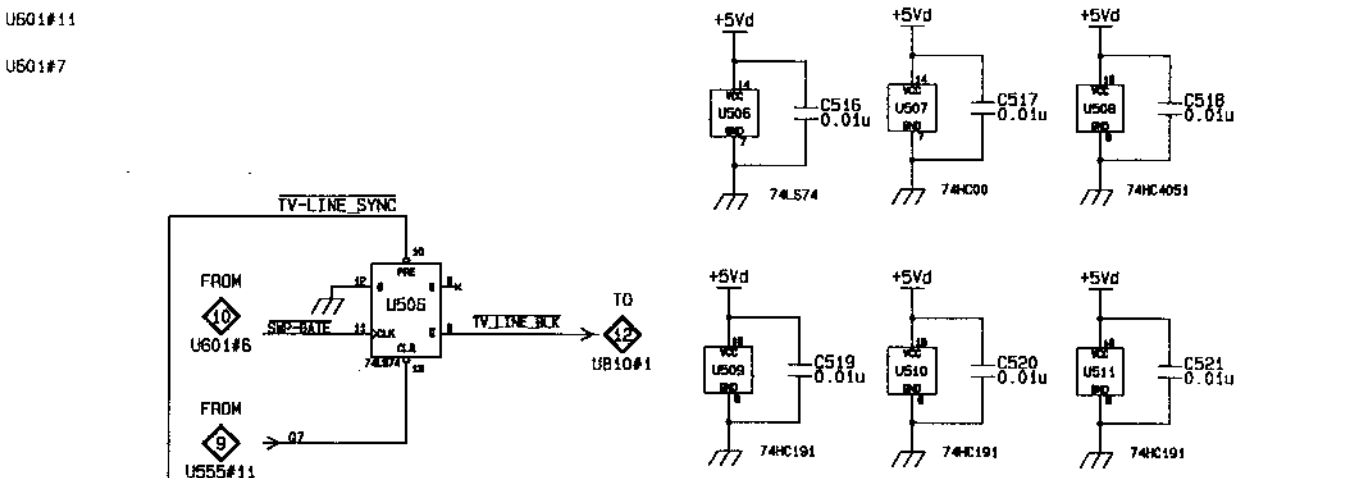 U601#11
U601#7
+5Vd
+5Vd
+5Vd
14
VCC
U506
GND
7
C516
0.01u
74LS74
14
VCC
U507
GND
7
C517
0.01u
74HC00
16
VCC
U508
GND
8
C518
0.01u
74HC4051
TV-LINE_SYNC
10
PRE
12
U506
11
CLK
CLR
74LS74
13
FROM
10
U601#6
SWP-GATE
TV_LINE_BLK
TO
12
U810#1
FROM
9
U555#11
Q7
+5Vd
+5Vd
+5Vd
16
VCC
U509
GND
8
C519
0.01u
74HC191
16
VCC
U510
GND
8
C520
0.01u
74HC191
16
VCC
U511
GND
8
C521
0.01u
74HC191